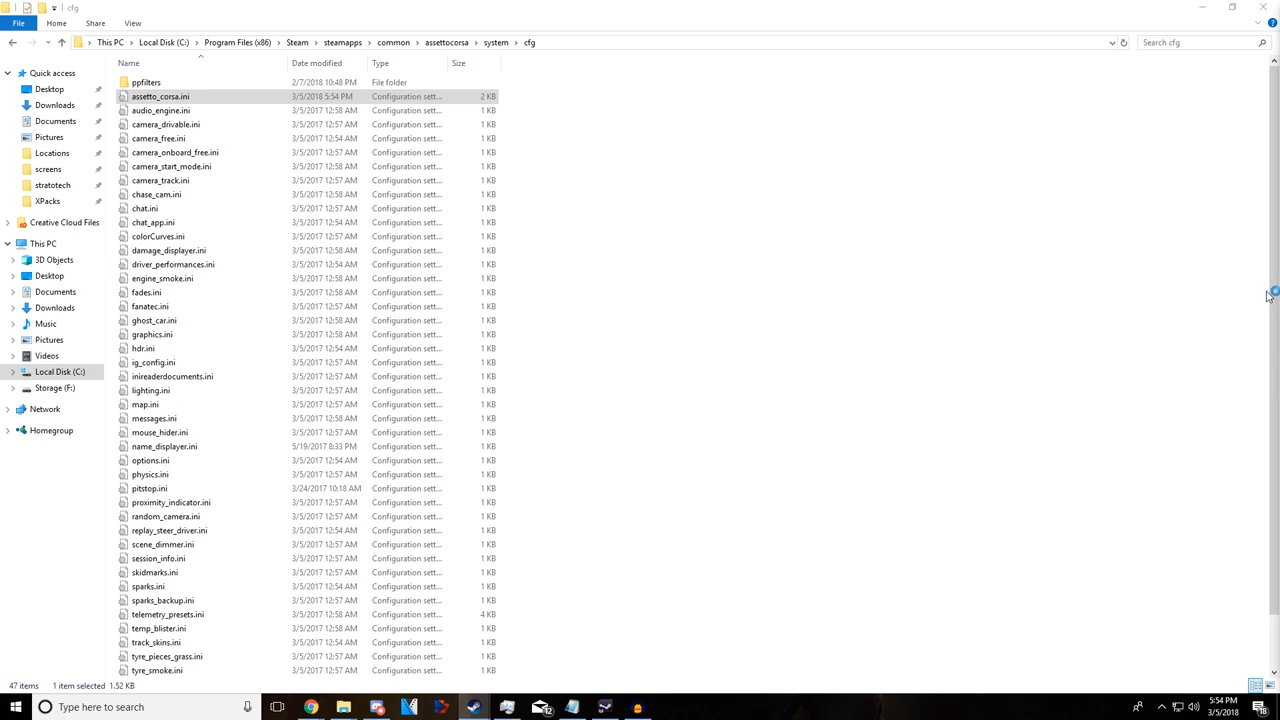 cfg
File Home Share View
This PC Local Disk (C:) Program Files (x86) Steam steamapps common assettocorsa system cfg
Search cfg
Name Date modified Type Size
Quick access
Desktop
Downloads
Documents
Pictures
Locations
screens
stratotech
XPacks
Creative Cloud Files
This PC
3D Objects
Desktop
Documents
Downloads
Music
Pictures
Videos
Local Disk (C:)
Storage (F:)
Network
Homegroup
ppfilters 2/7/2018 10:48 PM File folder
assetto_corsa.ini 3/5/2018 5:54 PM Configuration sett... 2 KB
audio_engine.ini 3/5/2017 12:58 AM Configuration sett... 1 KB
camera_drivable.ini 3/5/2017 12:58 AM Configuration sett... 1 KB
camera_free.ini 3/5/2017 12:54 AM Configuration sett... 1 KB
camera_onboard_free.ini 3/5/2017 12:57 AM Configuration sett... 1 KB
camera_start_mode.ini 3/5/2017 12:58 AM Configuration sett... 1 KB
camera_track.ini 3/5/2017 12:57 AM Configuration sett... 1 KB
chase_cam.ini 3/5/2017 12:58 AM Configuration sett... 1 KB
chat.ini 3/5/2017 12:57 AM Configuration sett... 1 KB
chat_app.ini 3/5/2017 12:54 AM Configuration sett... 1 KB
colorCurves.ini 3/5/2017 12:57 AM Configuration sett... 1 KB
damage_displayer.ini 3/5/2017 12:58 AM Configuration sett... 1 KB
driver_performances.ini 3/5/2017 12:54 AM Configuration sett... 1 KB
engine_smoke.ini 3/5/2017 12:58 AM Configuration sett... 1 KB
fades.ini 3/5/2017 12:57 AM Configuration sett... 1 KB
fanatec.ini 3/5/2017 12:57 AM Configuration sett... 1 KB
ghost_car.ini 3/5/2017 12:58 AM Configuration sett... 1 KB
graphics.ini 3/5/2017 12:58 AM Configuration sett... 1 KB
hdr.ini 3/5/2017 12:54 AM Configuration sett... 1 KB
ig_config.ini 3/5/2017 12:57 AM Configuration sett... 1 KB
inireaderdocuments.ini 3/5/2017 12:57 AM Configuration sett... 1 KB
lighting.ini 3/5/2017 12:57 AM Configuration sett... 1 KB
map.ini 3/5/2017 12:57 AM Configuration sett... 1 KB
messages.ini 3/5/2017 12:58 AM Configuration sett... 1 KB
mouse_hider.ini 3/5/2017 12:57 AM Configuration sett... 1 KB
name_displayer.ini 5/19/2017 8:33 PM Configuration sett... 1 KB
options.ini 3/5/2017 12:54 AM Configuration sett... 1 KB
physics.ini 3/5/2017 12:57 AM Configuration sett... 1 KB
pitstop.ini 3/24/2017 10:18 AM Configuration sett... 1 KB
proximity_indicator.ini 3/5/2017 12:57 AM Configuration sett... 1 KB
random_camera.ini 3/5/2017 12:57 AM Configuration sett... 1 KB
replay_steer_driver.ini 3/5/2017 12:54 AM Configuration sett... 1 KB
scene_dimmer.ini 3/5/2017 12:57 AM Configuration sett... 1 KB
session_info.ini 3/5/2017 12:54 AM Configuration sett... 1 KB
skidmarks.ini 3/5/2017 12:57 AM Configuration sett... 1 KB
sparks.ini 3/5/2017 12:54 AM Configuration sett... 1 KB
sparks_backup.ini 3/5/2017 12:57 AM Configuration sett... 1 KB
telemetry_presets.ini 3/5/2017 12:58 AM Configuration sett... 4 KB
temp_blister.ini 3/5/2017 12:58 AM Configuration sett... 1 KB
track_skins.ini 3/5/2017 12:54 AM Configuration sett... 1 KB
tyre_pieces_grass.ini 3/5/2017 12:57 AM Configuration sett... 1 KB
tyre_smoke.ini 3/5/2017 12:57 AM Configuration sett... 1 KB
47 items 1 item selected 1.52 KB
Type here to search
12
5:54 PM
3/5/2018
18